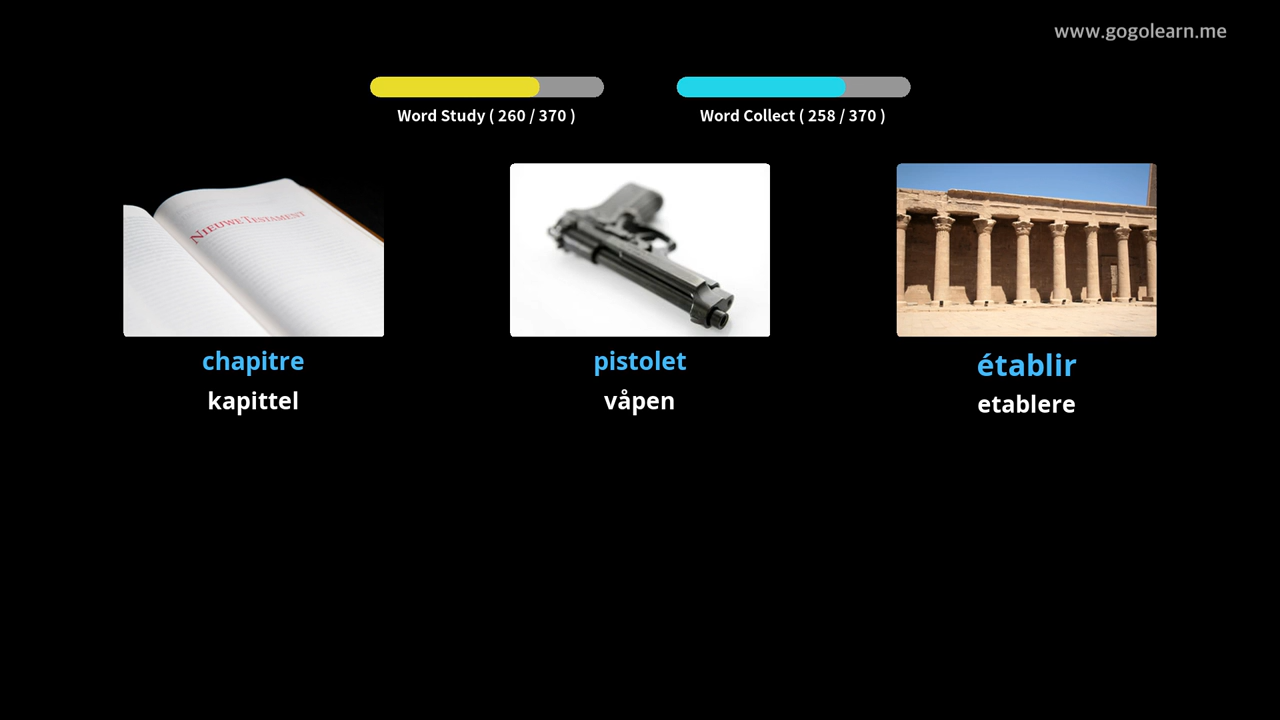 www.gogolearn.me
Word Study ( 260 / 370 )
Word Collect ( 258 / 370 )
NIEUWE TESTAMENT
chapitre
pistolet
établir
kapittel
våpen
etablere